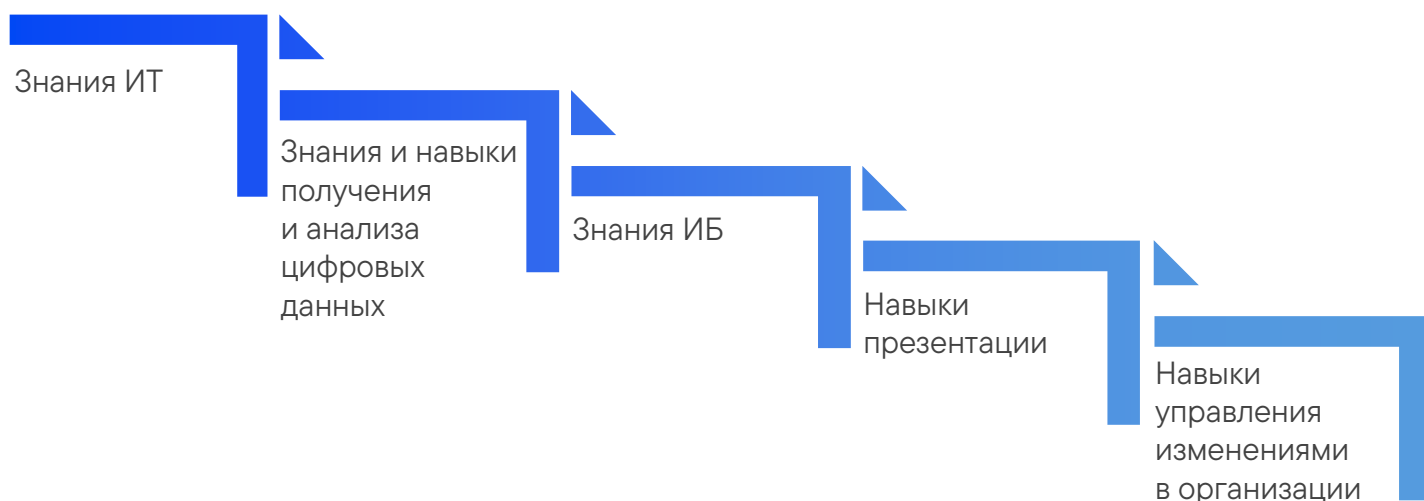 Знания ИТ
Знания и навыки
получения
и анализа
цифровых
данных
Знания ИБ
Навыки
презентации
Навыки
управления
изменениями
в организации